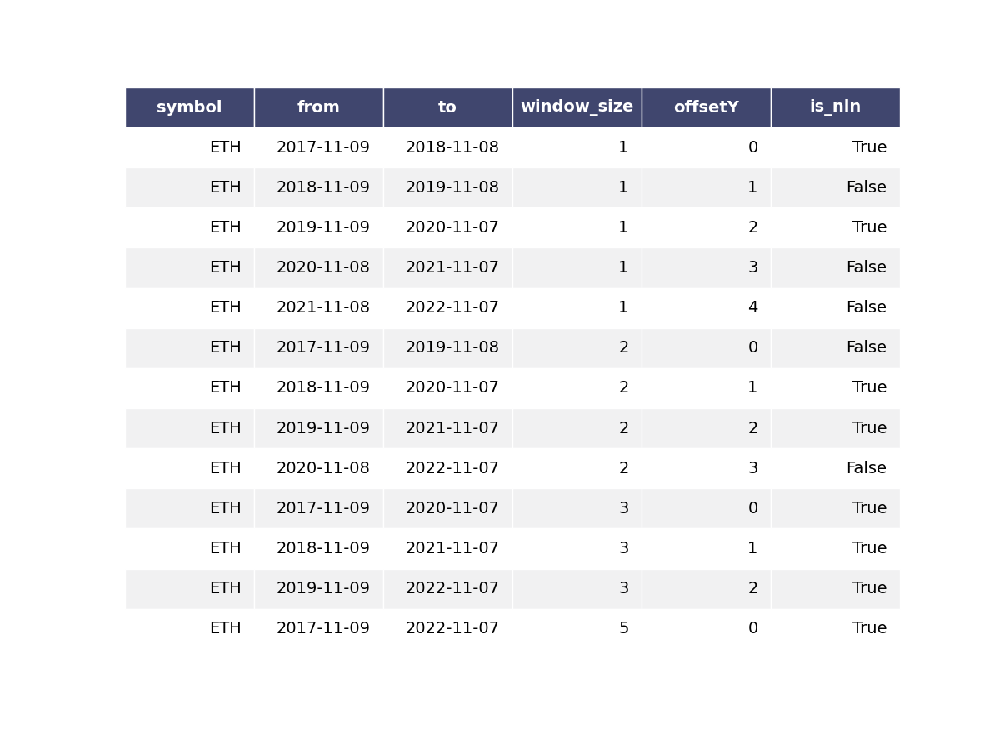 symbol from to window_size offsetY is_nln
ETH 2017-11-09 2018-11-08 1 0 True
ETH 2018-11-09 2019-11-08 1 1 False
ETH 2019-11-09 2020-11-07 1 2 True
ETH 2020-11-08 2021-11-07 1 3 False
ETH 2021-11-08 2022-11-07 1 4 False
ETH 2017-11-09 2019-11-08 2 0 False
ETH 2018-11-09 2020-11-07 2 1 True
ETH 2019-11-09 2021-11-07 2 2 True
ETH 2020-11-08 2022-11-07 2 3 False
ETH 2017-11-09 2020-11-07 3 0 True
ETH 2018-11-09 2021-11-07 3 1 True
ETH 2019-11-09 2022-11-07 3 2 True
ETH 2017-11-09 2022-11-07 5 0 True